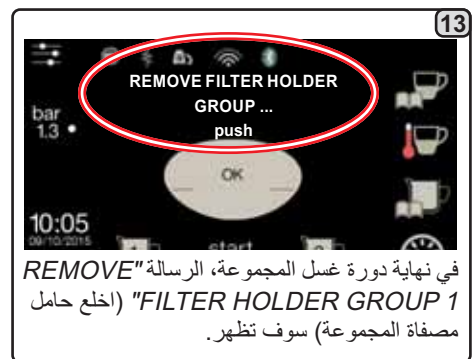 13
REMOVE FILTER HOLDER
GROUP ...
push
bar
1.3
OK
10:05
09/10/2015
start
في نهاية دورة غسل المجموعة، الرسالة "REMOVE
FILTER HOLDER GROUP 1" (اخلع حامل
مصفاة المجموعة) سوف تظهر.